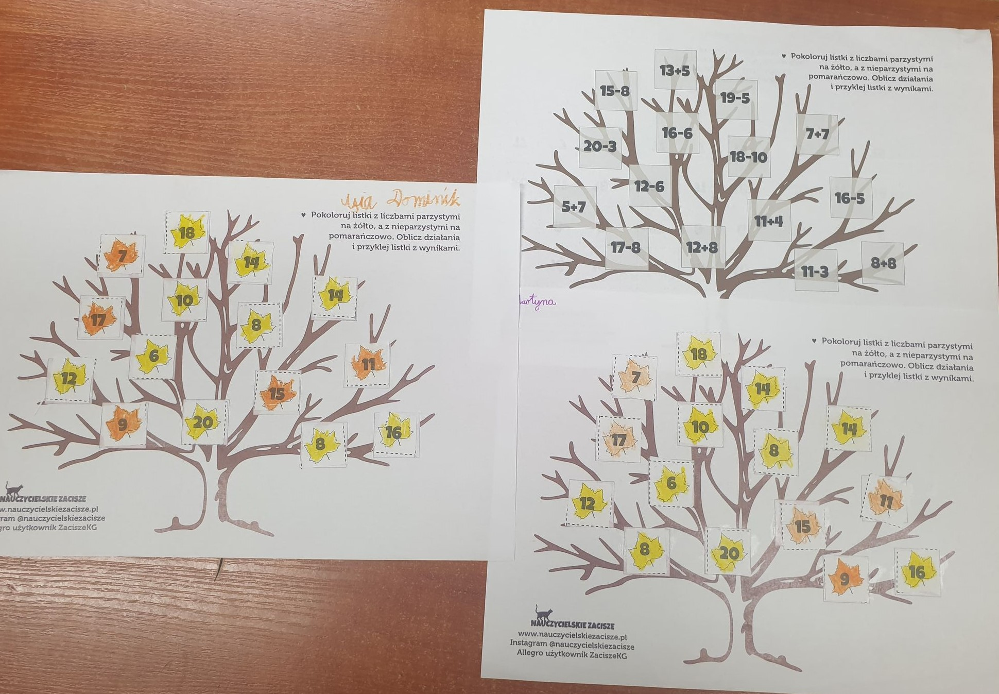 Dominik
♥ Pokoloruj listki z liczbami parzystymi
na żółto, a z nieparzystymi na
pomarańczowo. Oblicz działania
i przyklej listki z wynikami.
18
7
14
10
14
17
8
6
11
12
15
9
20
8
16
NAUCZYCIELSKIE ZACISZE
w.nauczycielskiezacisze.pl
gram @nauczycielskiezacisze
gro użytkownik ZaciszeKG
♥ Pokoloruj listki z liczbami parzystymi
na żółto, a z nieparzystymi na
pomarańczowo. Oblicz działania
i przyklej listki z wynikami.
13+5
15-8
19-5
16-6
7+7
20-3
18-10
12-6
16-5
5+7
11+4
17-8
12+8
11-3
8+8
artyna
♥ Pokoloruj listki z liczbami parzystymi
na żółto, a z nieparzystymi na
pomarańczowo. Oblicz działania
i przyklej listki z wynikami.
18
7
14
10
14
17
8
6
11
12
15
8
20
9
16
NAUCZYCIELSKIE ZACISZE
www.nauczycielskiezacisze.pl
Instagram @nauczycielskiezacisze
Allegro użytkownik ZaciszeKG